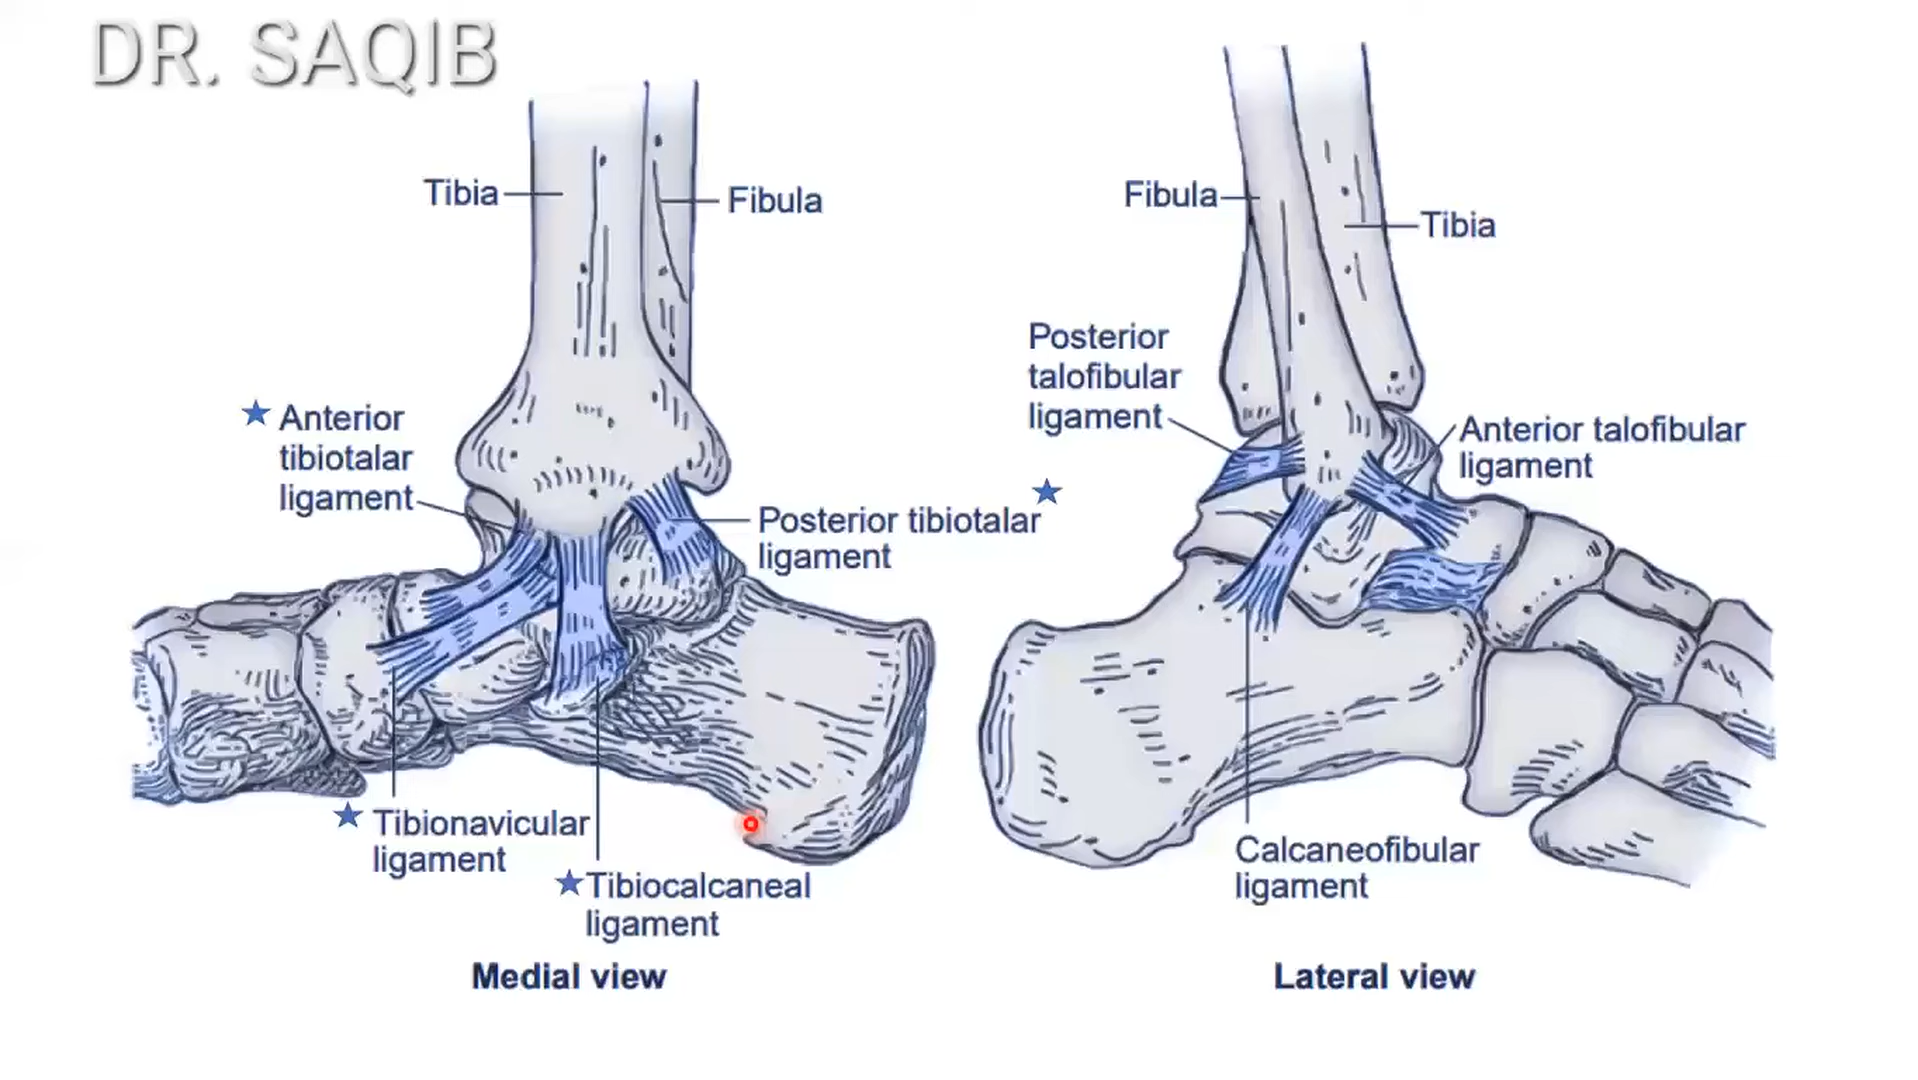 DR. SAQIB
Tibia
Fibula
Anterior
tibiotalar
ligament
Posterior tibiotalar
ligament
Tibionavicular
ligament
Tibiocalcaneal
ligament
Medial view
Fibula
Tibia
Posterior
talofibular
ligament
Anterior talofibular
ligament
Calcaneofibular
ligament
Lateral view